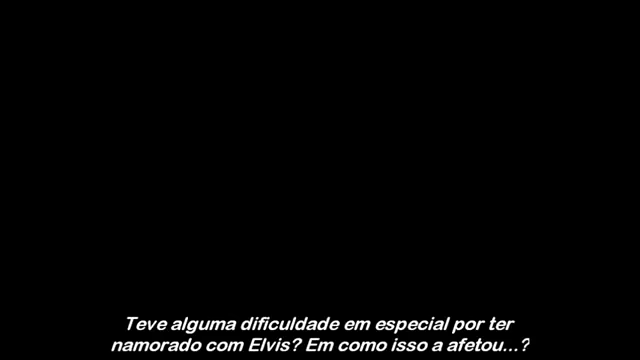 Teve alguma dificuldade em especial por ter
namorado com Elvis? Em como isso a afetou...?